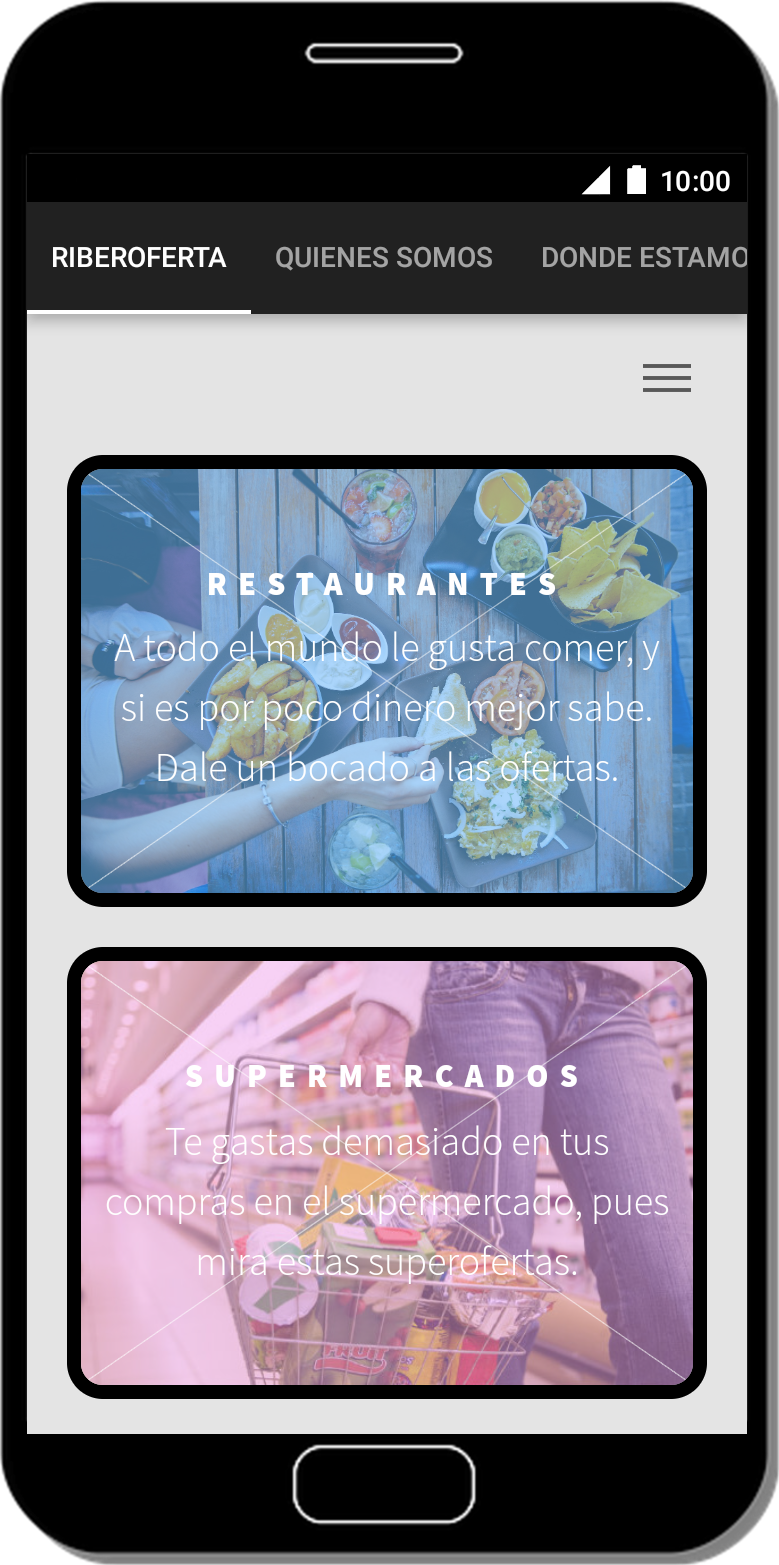 10:00
RIBEROFERTA QUIENES SOMOS DONDE ESTAMO
RESTAURANTES
A todo el mundo le gusta comer, y
si es por poco dinero mejor sabe.
Dale un bocado a las ofertas.
SUPERMERCADOS
Te gastas demasiado en tus
compras en el supermercado, pues
mira estas superofertas.
FRUIT